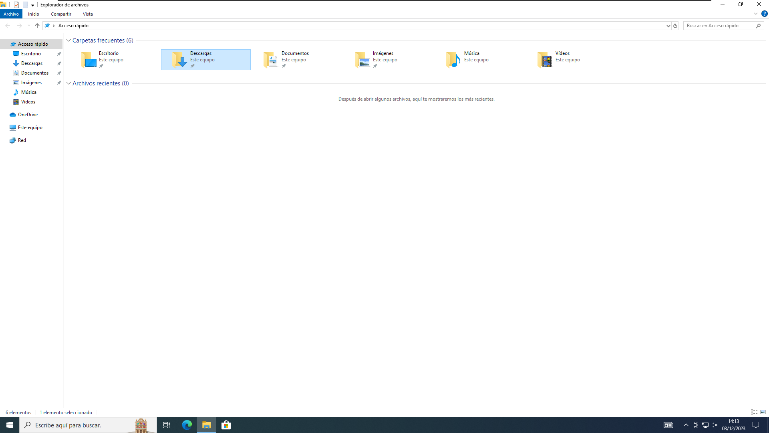 Explorador de archivos
Archivo Inicio Compartir Vista
Acceso rápido
Buscar en Acceso rápido
Acceso rápido
Escritorio
Descargas
Documentos
Imágenes
Música
Vídeos
OneDrive
Este equipo
Red
Carpetas frecuentes (6)
Escritorio
Este equipo
Descargas
Este equipo
Documentos
Este equipo
Imágenes
Este equipo
Música
Este equipo
Vídeos
Este equipo
Archivos recientes (0)
Después de abrir algunos archivos, aquí te mostraremos los más recientes.
6 elementos 1 elemento seleccionado
Escribe aquí para buscar.
14:13